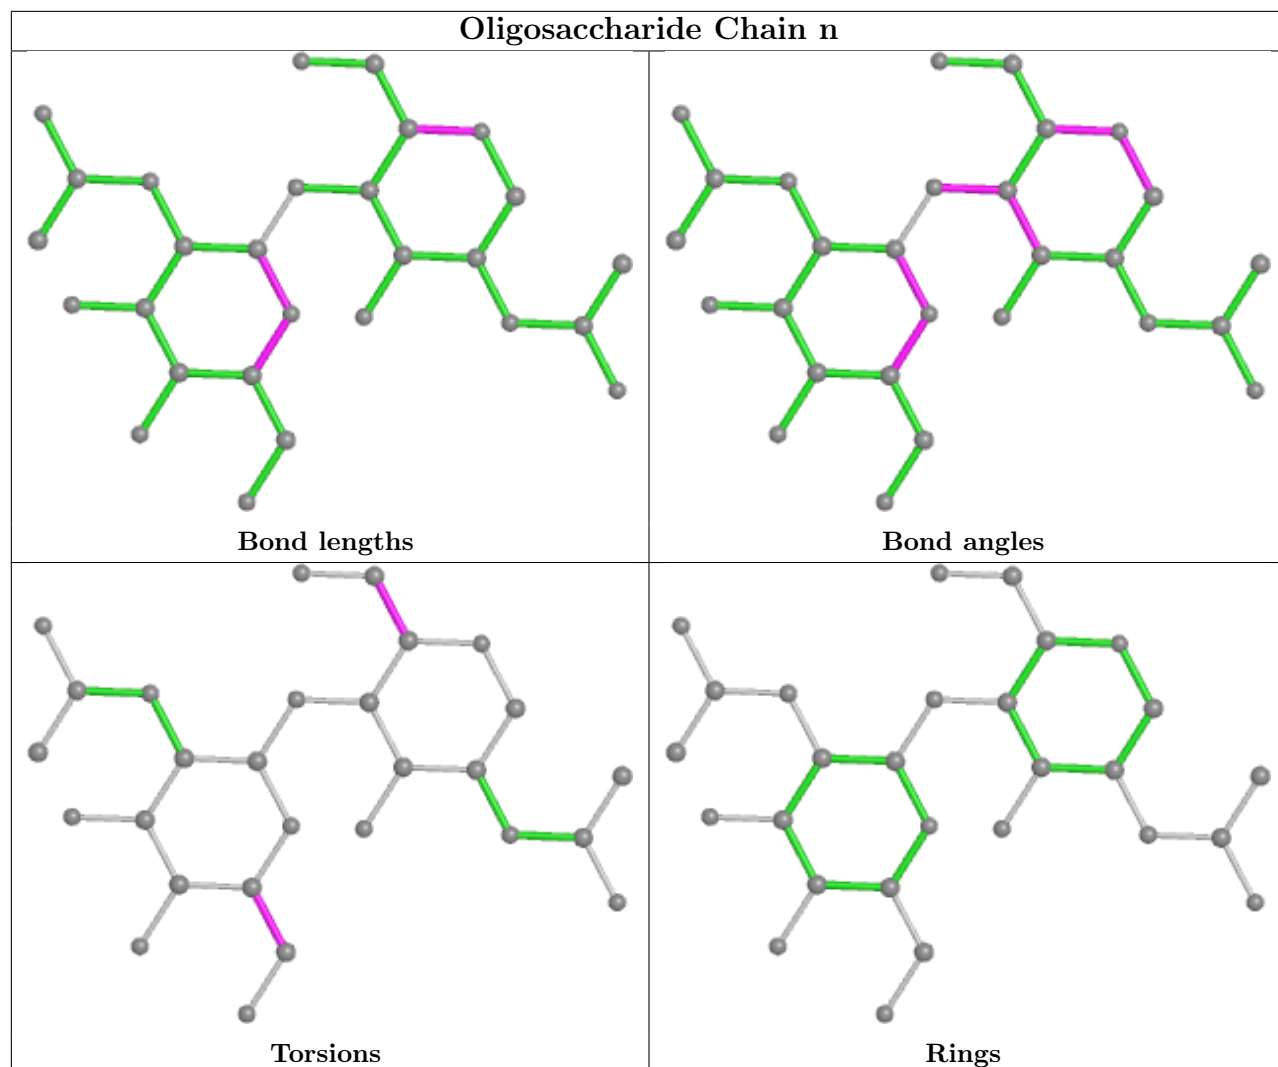 Oligosaccharide Chain n
Bond lengths
Bond angles
Torsions
Rings